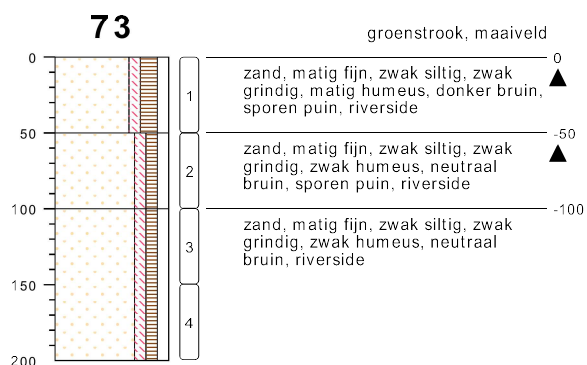 73
groenstrook, maaiveld
0
0
zand, matig fijn, zwak siltig, zwak
grindig, matig humeus, donker bruin,
sporen puin, riverside
1
50
-50
zand, matig fijn, zwak siltig, zwak
grindig, zwak humeus, neutraal
bruin, sporen puin, riverside
2
100
-100
zand, matig fijn, zwak siltig, zwak
grindig, zwak humeus, neutraal
bruin, riverside
3
150
4
200